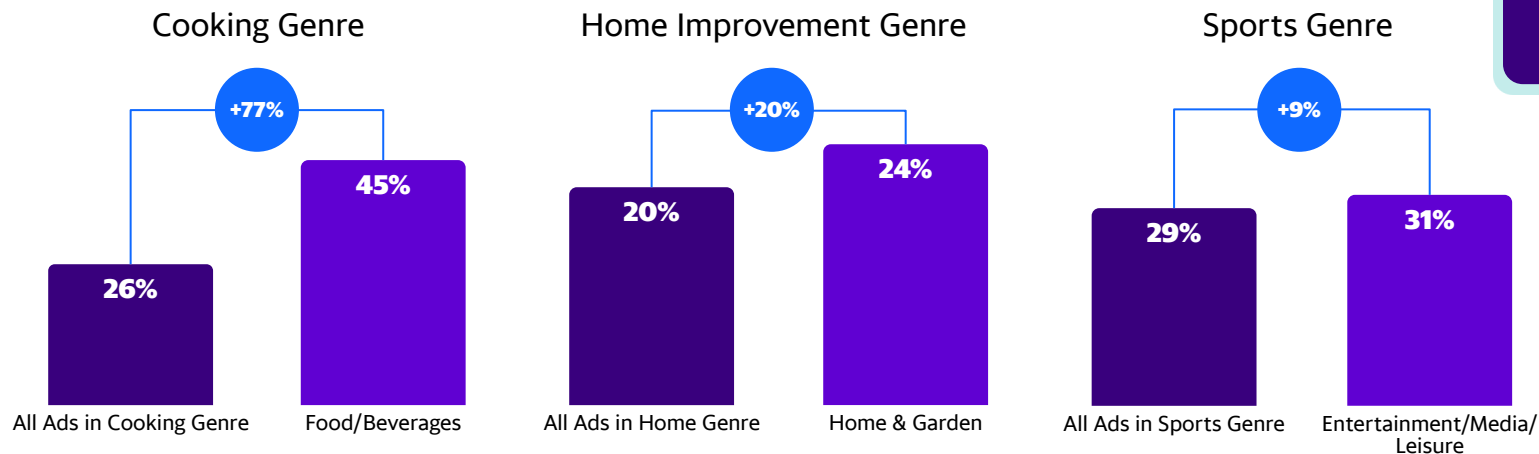 Cooking Genre
+77%
26%
45%
All Ads in Cooking Genre
Food/Beverages
Home Improvement Genre
+20%
20%
24%
All Ads in Home Genre
Home & Garden
Sports Genre
+9%
29%
31%
All Ads in Sports Genre
Entertainment/Media/
Leisure